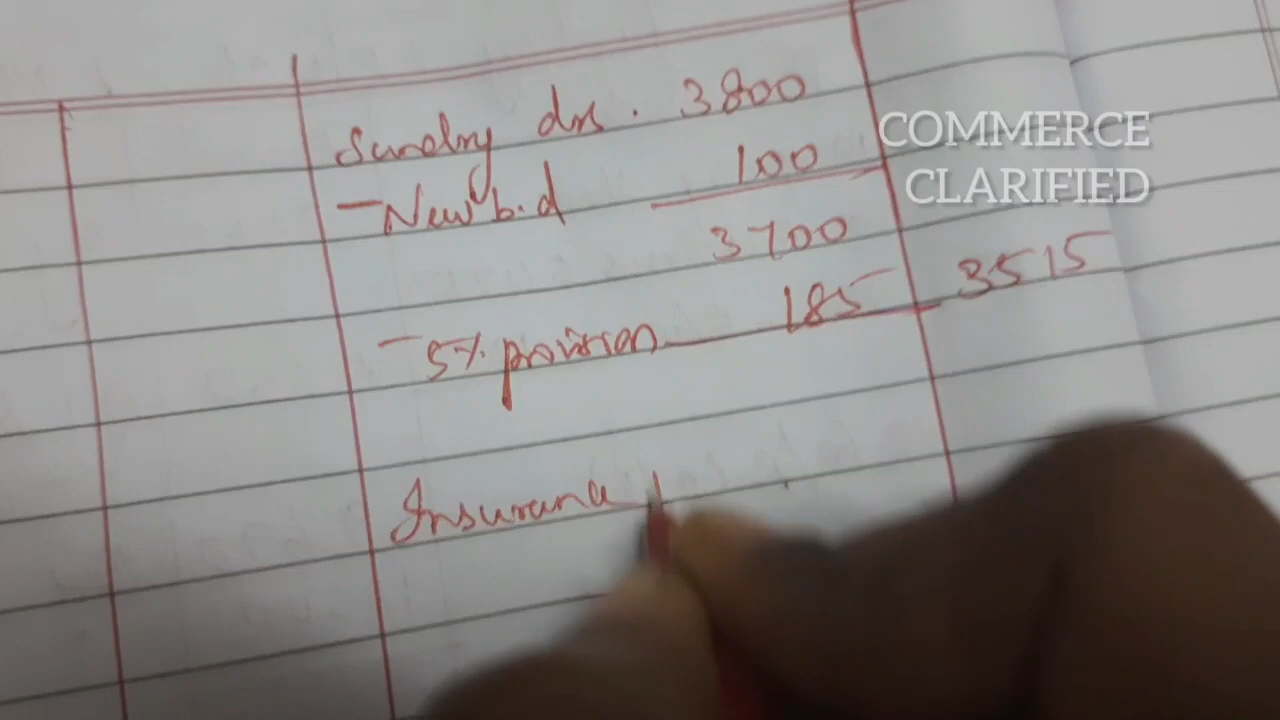 Sundry drs. 3800
- New b.d 100
3700
- 5% provision 185 3515
Insurance
COMMERCE
CLARIFIED